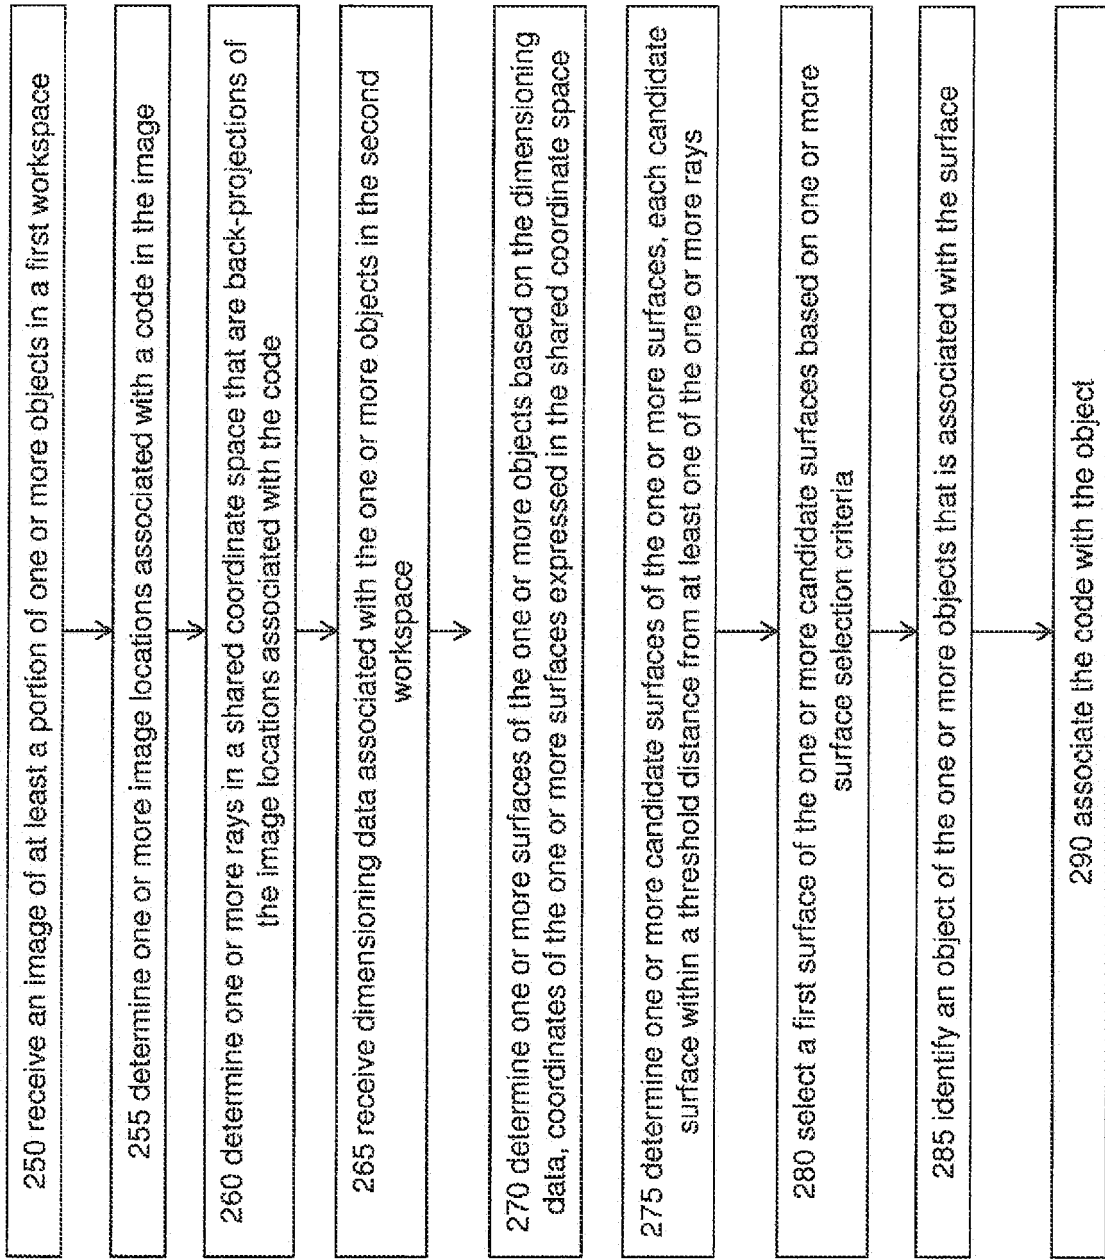 250 receive an image of at least a portion of one or more objects in a first workspace
255 determine one or more image locations associated with a code in the image
260 determine one or more rays in a shared coordinate space that are back-projections of
the image locations associated with the code
265 receive dimensioning data associated with the one or more objects in the second
workspace
270 determine one or more surfaces of the one or more objects based on the dimensioning
data, coordinates of the one or more surfaces expressed in the shared coordinate space
275 determine one or more candidate surfaces of the one or more surfaces, each candidate
surface within a threshold distance from at least one of the one or more rays
280 select a first surface of the one or more candidate surfaces based on one or more
surface selection criteria
285 identify an object of the one or more objects that is associated with the surface
290 associate the code with the object